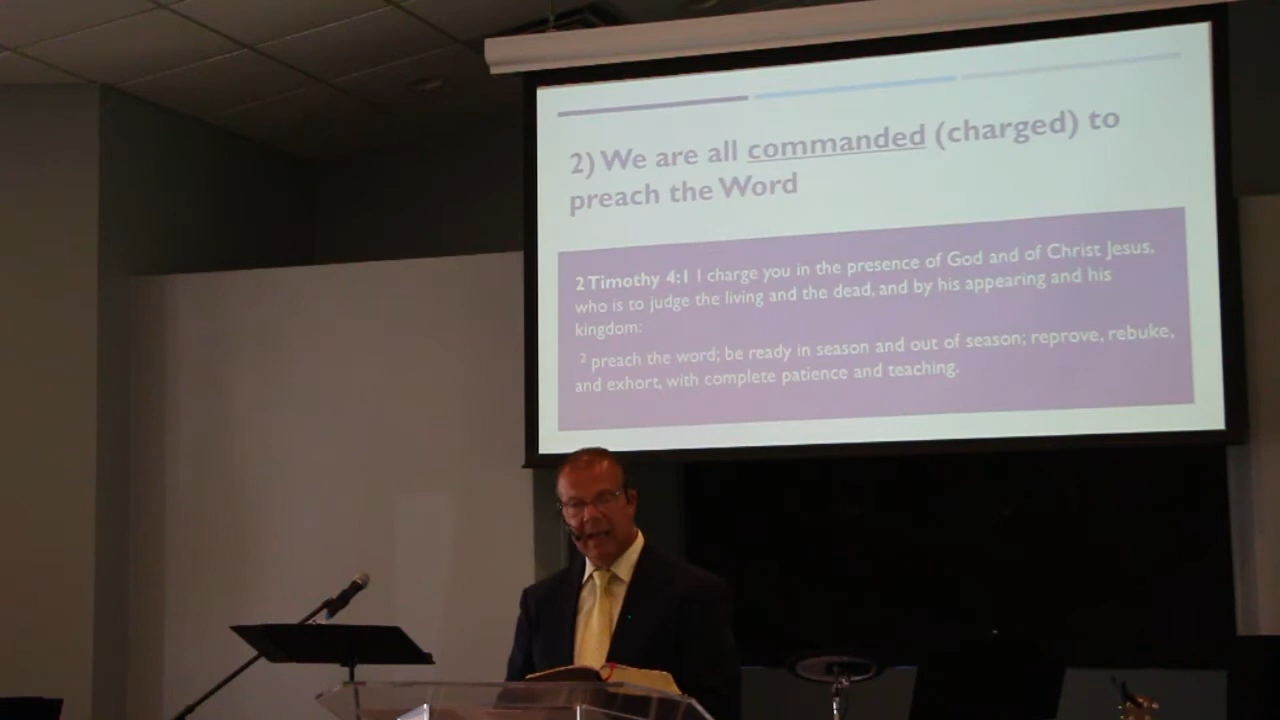 2) We are all commanded (charged) to
preach the Word
2 Timothy 4:1 I charge you in the presence of God and of Christ Jesus,
who is to judge the living and the dead, and by his appearing and his
kingdom:
2 preach the word; be ready in season and out of season; reprove, rebuke,
and exhort, with complete patience and teaching.